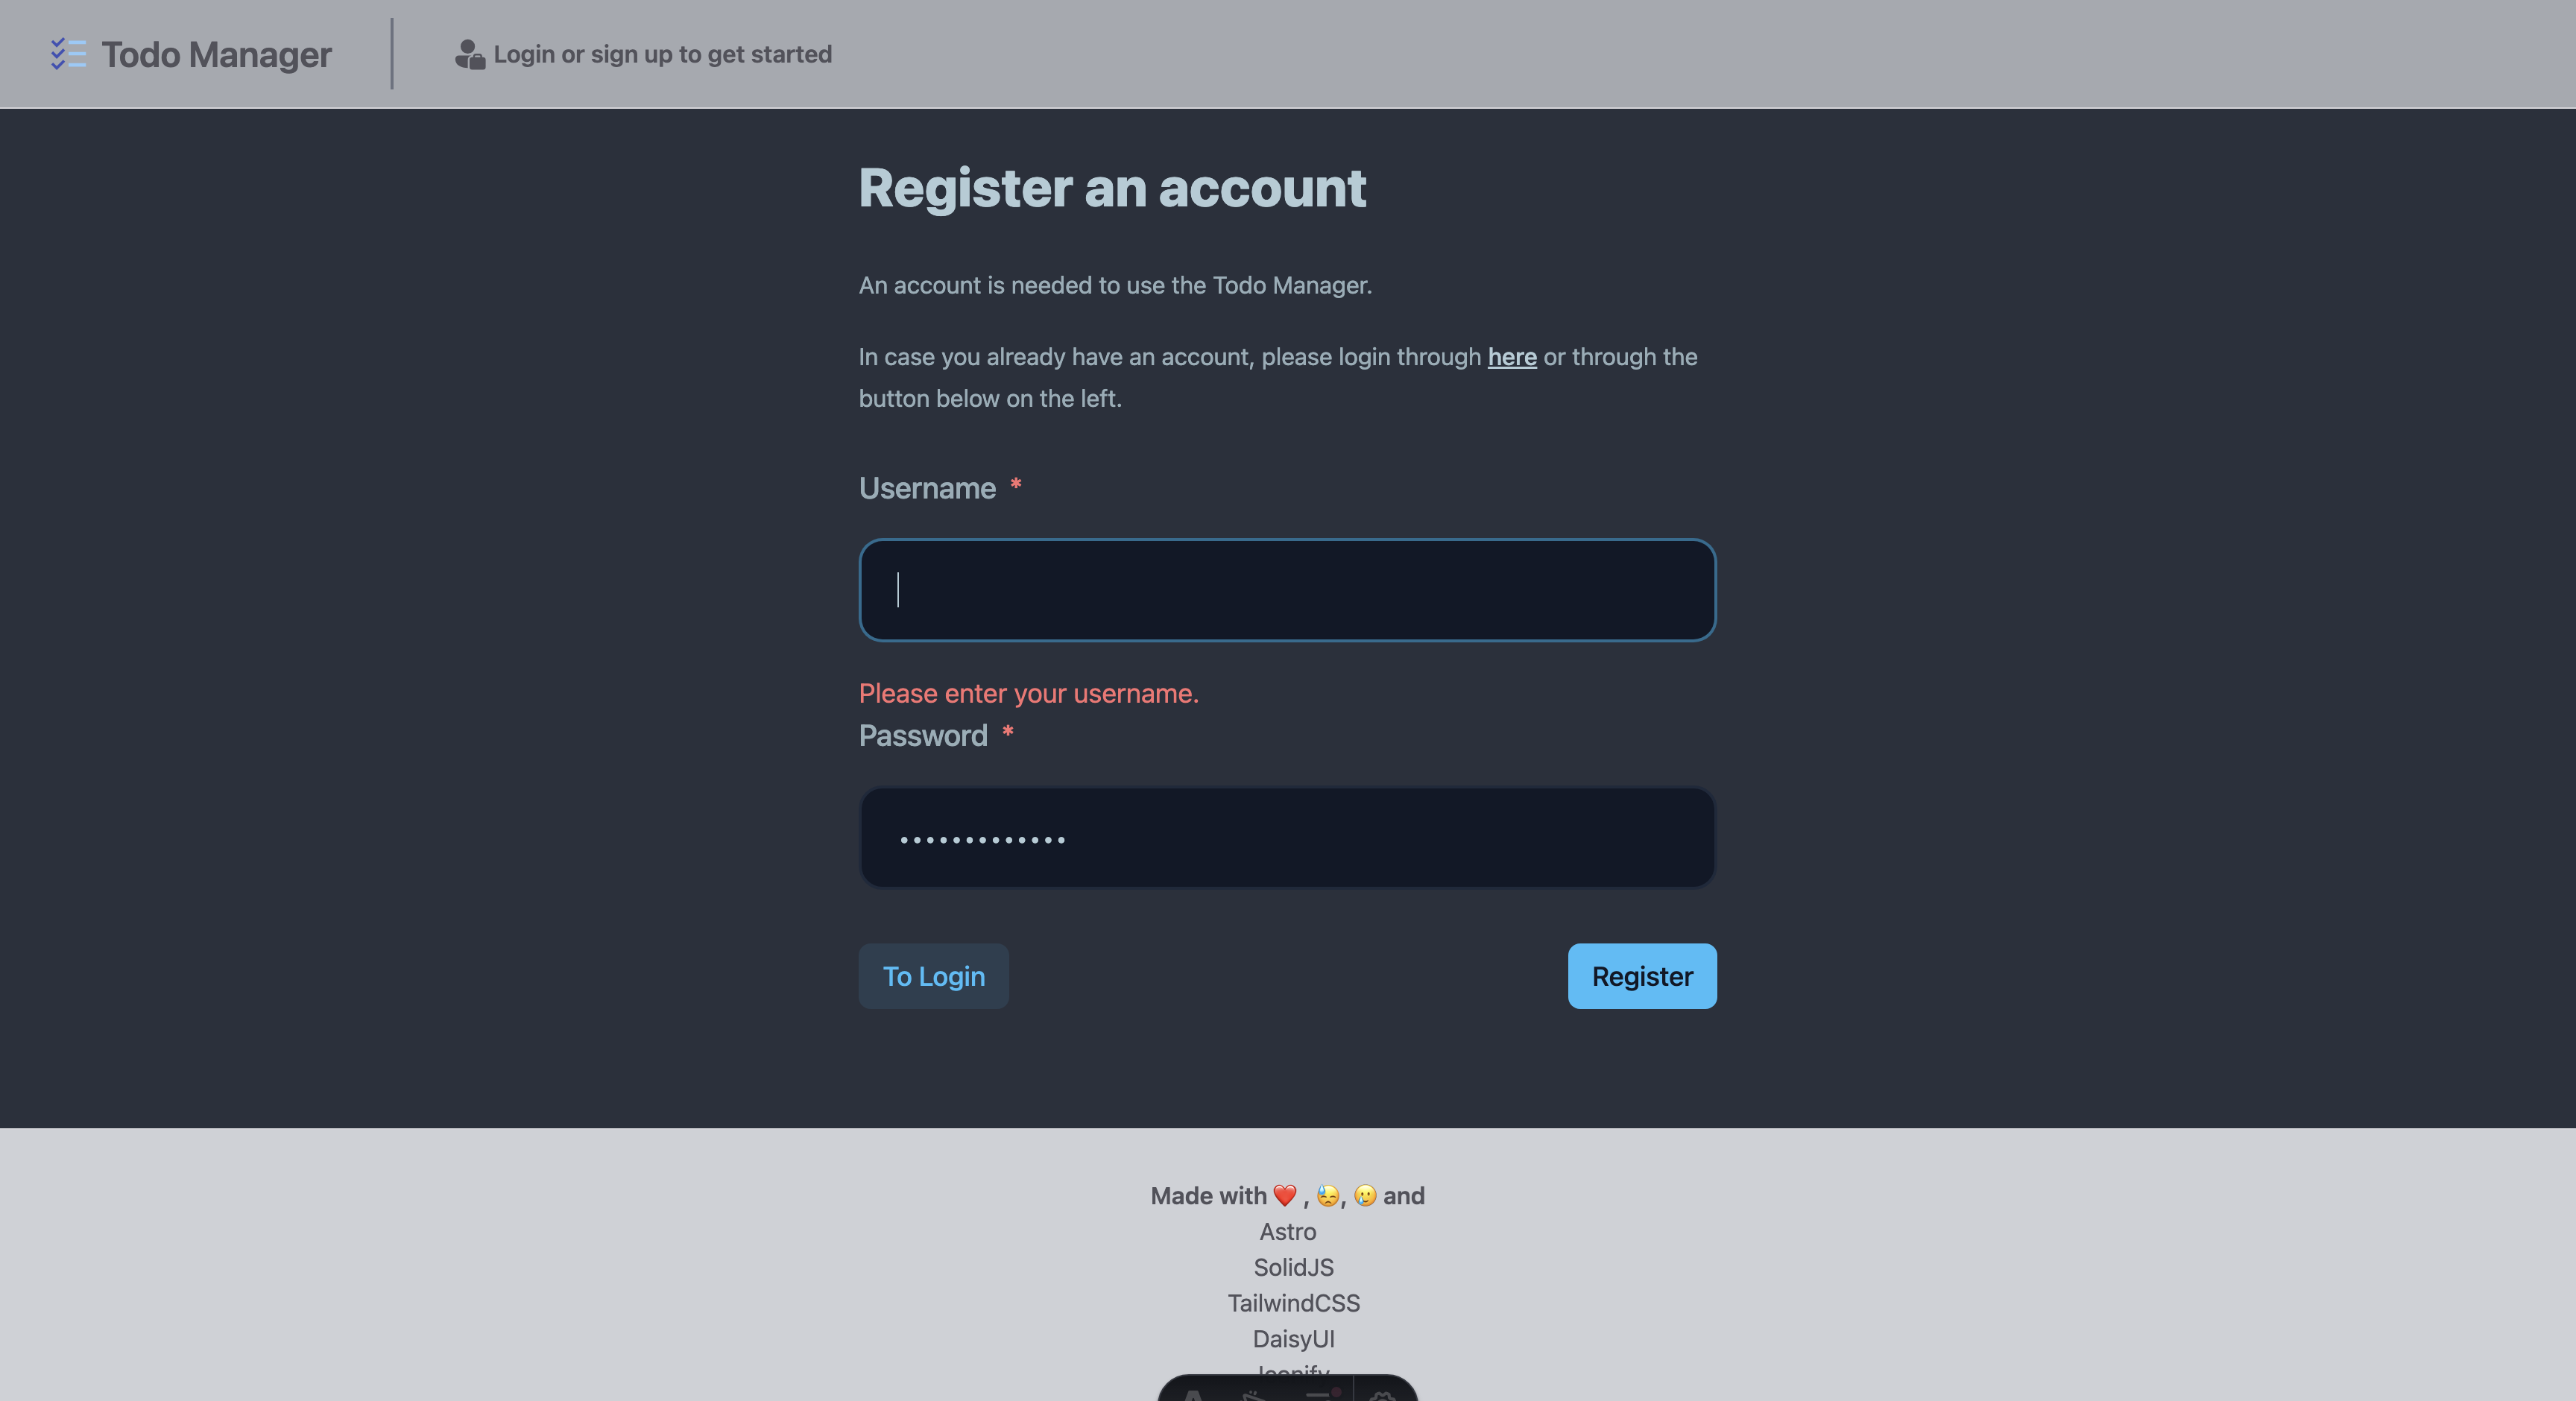 Todo Manager
Login or sign up to get started
Register an account
An account is needed to use the Todo Manager.
In case you already have an account, please login through here or through the
button below on the left.
Username *
Please enter your username.
Password *
•••••••••••••
To Login
Register
Made with ❤️ , 😓, 🥲 and
Astro
SolidJS
TailwindCSS
DaisyUI
Iconify